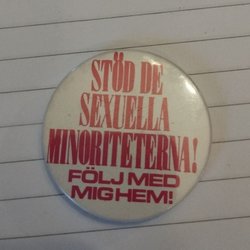 STÖD DE
SEXUELLA
MINORITETERNA!
FÖLJ MED
MIG HEM!